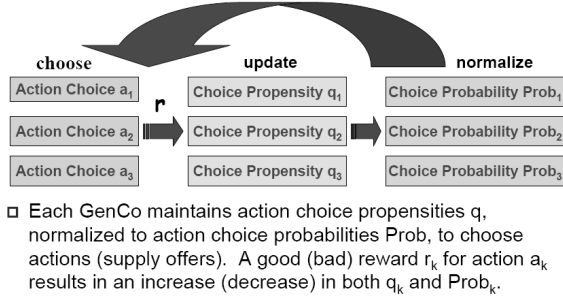 choose update normalize
Action Choice a1 Choice Propensity q1 Choice Probability Prob1
r
Action Choice a2 Choice Propensity q2 Choice Probability Prob2
Action Choice a3 Choice Propensity q3 Choice Probability Prob3
Each GenCo maintains action choice propensities q,
normalized to action choice probabilities Prob, to choose
actions (supply offers). A good (bad) reward rk for action ak
results in an increase (decrease) in both qk and Probk.